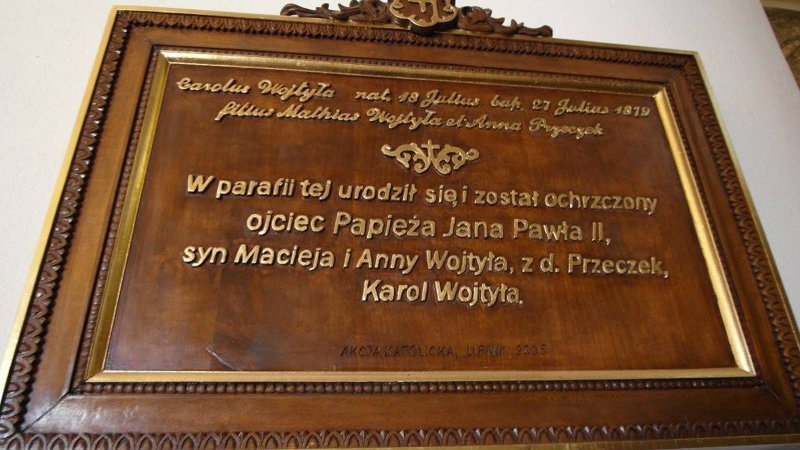 Carolus Wojtyła nat. 18 Julius bap. 27 Julius 1879
filius Mathias Wojtyła et Anna Przeczek
W parafii tej urodził się, i został ochrzczony
ojciec Papieża Jana Pawła II,
syn Macieja i Anny Wojtyła, z d. Przeczek,
Karol Wojtyła.
AKCJA KATOLICKA, LIPNIK